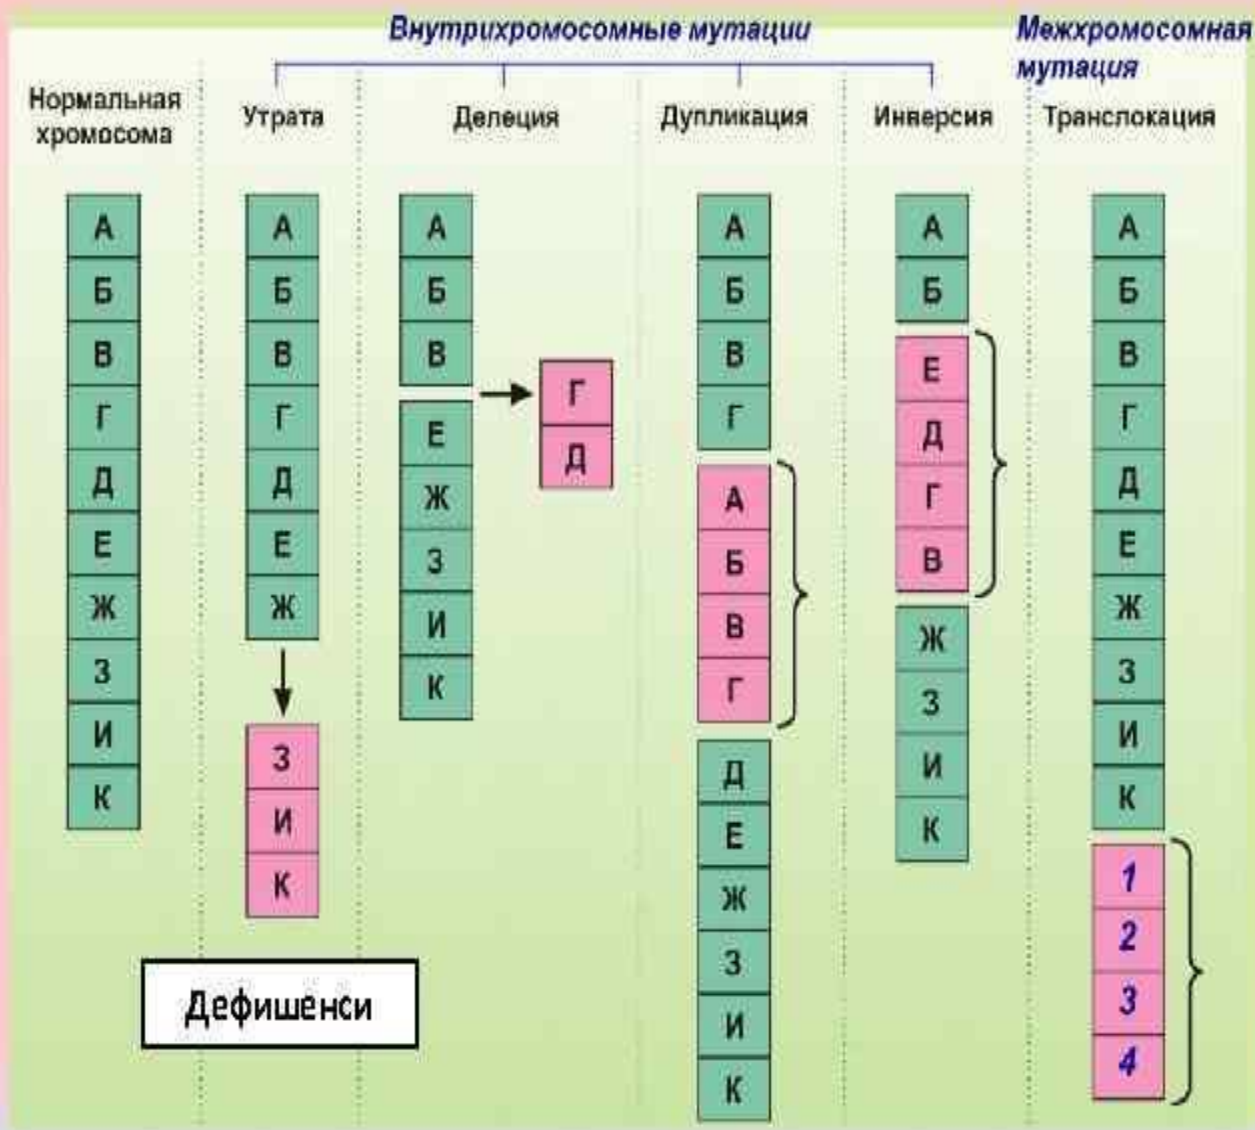 Внутрихромосомные мутации
Межхромосомная
мутация
Нормальная
хромосома
Утрата
Делеция
Дупликация
Инверсия
Транслокация
А
Б
В
Г
Д
Е
Ж
З
И
К
А
Б
В
Г
Д
Е
Ж
З
И
К
Дефишенси
А
Б
В
Е
Ж
З
И
К
Г
Д
А
Б
В
Г
А
Б
В
Г
Д
Е
Ж
З
И
К
А
Б
Е
Д
Г
В
Ж
З
И
К
А
Б
В
Г
Д
Е
Ж
З
И
К
1
2
3
4